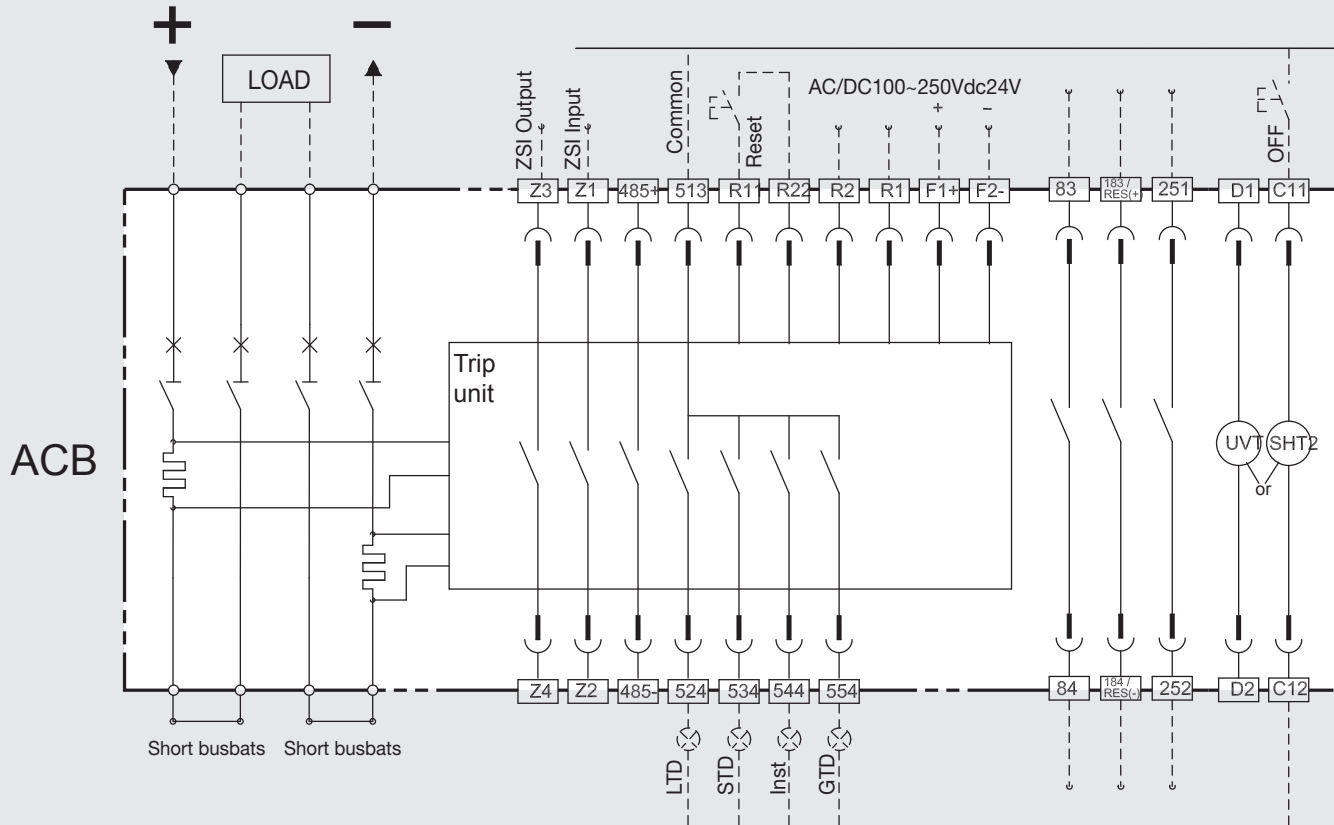 +
−
LOAD
ZSI Output
ZSI Input
Common
Reset
AC/DC100~250Vdc24V
+
−
OFF
Z3
Z1
485+
513
R11
R22
R2
R1
F1+
F2-
83
183 /
RES(+)
251
D1
C11
Trip
unit
ACB
UVT
SHT2
or
Z4
Z2
485-
524
534
544
554
84
184 /
RES(-)
252
D2
C12
Short busbats
Short busbats
LTD
STD
Inst
GTD